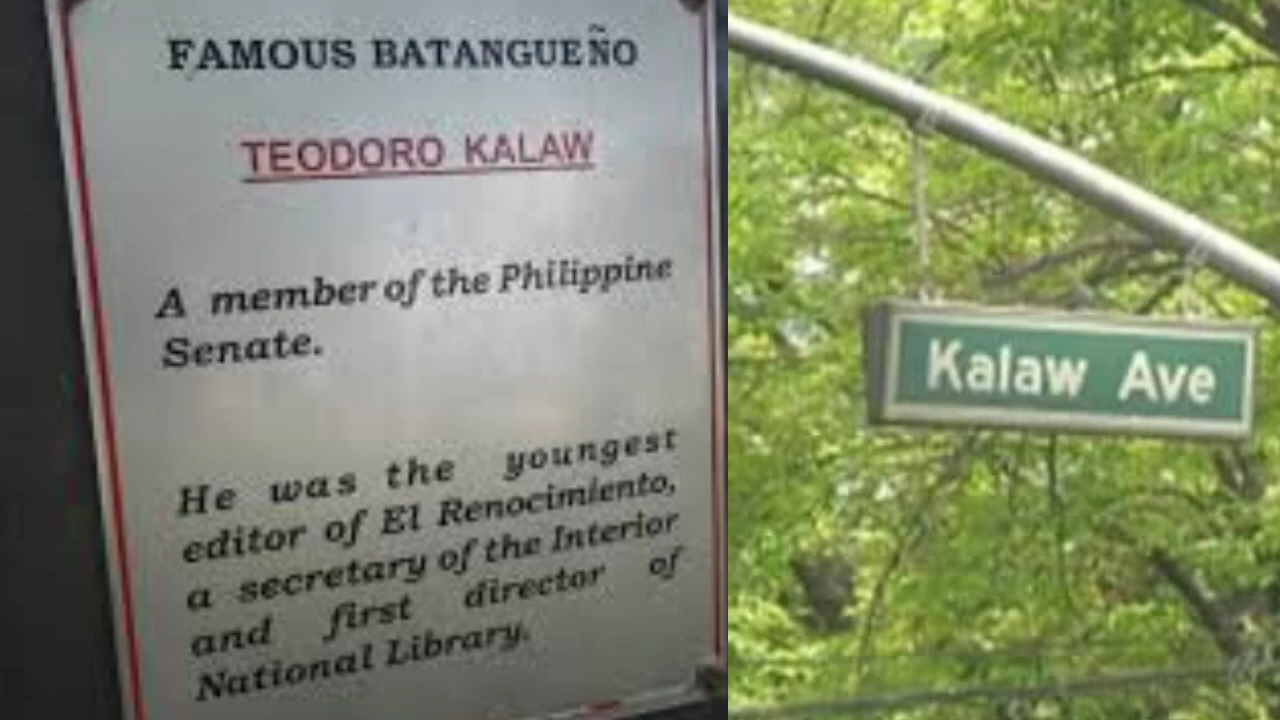 FAMOUS BATANGUEÑO
TEODORO KALAW
A member of the Philippine
Senate.
He was the youngest
editor of El Renocimiento,
a secretary of the Interior
and first director of
National Library.
Kalaw Ave